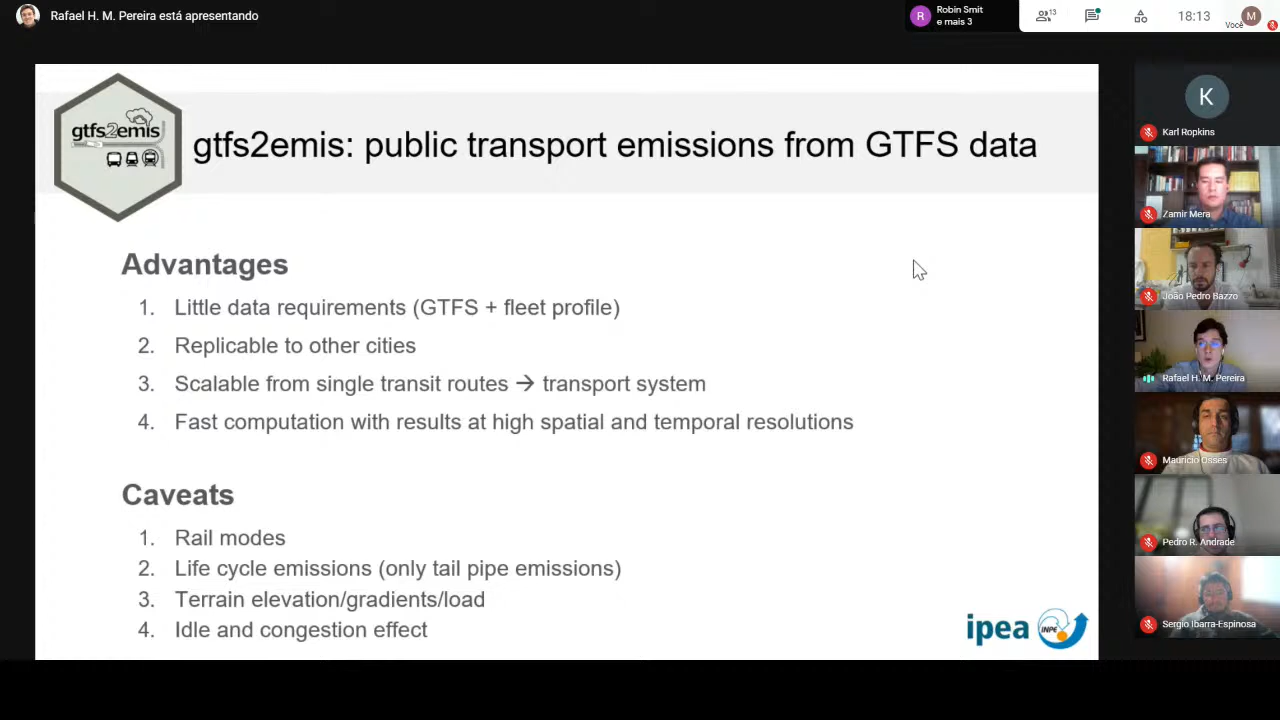 Rafael H. M. Pereira está apresentando
R
Robin Smit
e mais 3
13
18:13
M
Você
gtfs2emis
gtfs2emis: public transport emissions from GTFS data
Advantages
1. Little data requirements (GTFS + fleet profile)
2. Replicable to other cities
3. Scalable from single transit routes → transport system
4. Fast computation with results at high spatial and temporal resolutions
Caveats
1. Rail modes
2. Life cycle emissions (only tail pipe emissions)
3. Terrain elevation/gradients/load
4. Idle and congestion effect
ipea
INPE
K
Karl Ropkins
Zamir Mera
João Pedro Bazzo
Rafael H. M. Pereira
Mauricio Osses
Pedro R. Andrade
Sergio Ibarra-Espinosa